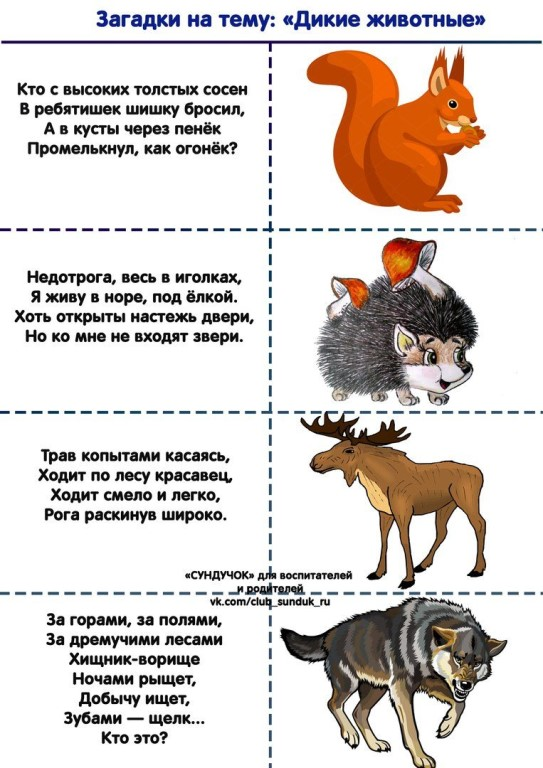 Загадки на тему: «Дикие животные»
Кто с высоких толстых сосен
В ребятишек шишку бросил,
А в кусты через пенёк
Промелькнул, как огонёк?
Недотрога, весь в иголках,
Я живу в норе, под ёлкой.
Хоть открыты настежь двери,
Но ко мне не входят звери.
Трав копытами касаясь,
Ходит по лесу красавец,
Ходит смело и легко,
Рога раскинув широко.
«СУНДУЧОК» для воспитателей
и родителей
vk.com/club_sunduk_ru
За горами, за полями,
За дремучими лесами
Хищник-ворище
Ночами рыщет,
Добычу ищет,
Зубами — щелк...
Кто это?